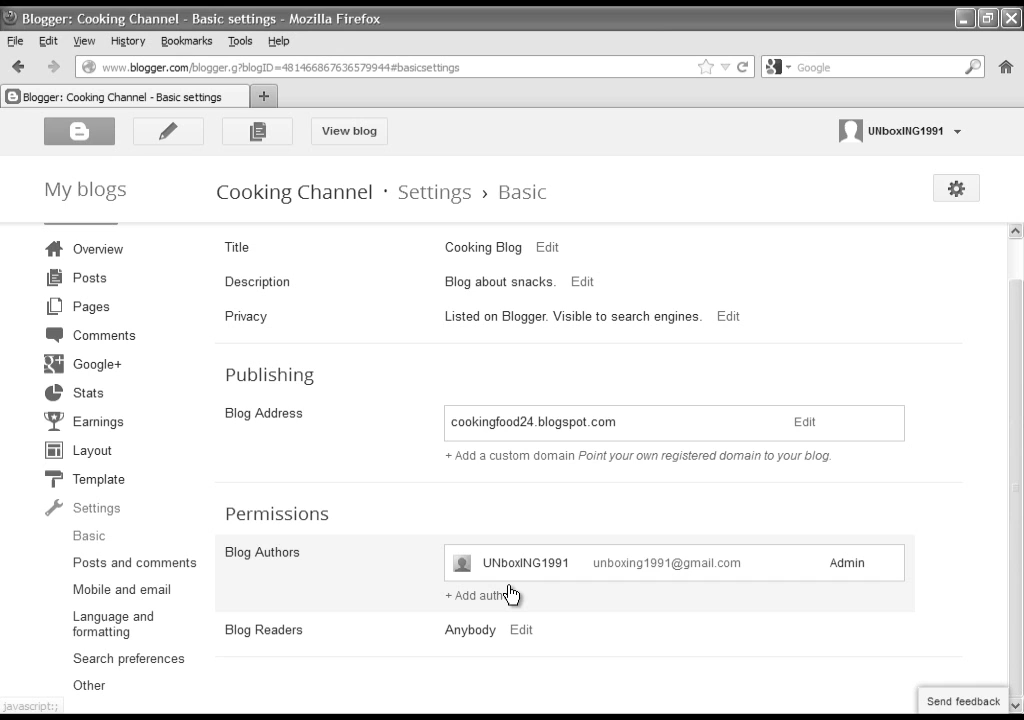 Blogger: Cooking Channel - Basic settings - Mozilla Firefox
File Edit View History Bookmarks Tools Help
www.blogger.com/blogger.g?blogID=481466867636579944#basicsettings
Google
Blogger: Cooking Channel - Basic settings
View blog
UNboxING1991
My blogs
Cooking Channel · Settings › Basic
Overview
Posts
Pages
Comments
Google+
Stats
Earnings
Layout
Template
Settings
Basic
Posts and comments
Mobile and email
Language and
formatting
Search preferences
Other
Title Cooking Blog Edit
Description Blog about snacks. Edit
Privacy Listed on Blogger. Visible to search engines. Edit
Publishing
Blog Address cookingfood24.blogspot.com Edit
+ Add a custom domain Point your own registered domain to your blog.
Permissions
Blog Authors UNboxING1991 unboxing1991@gmail.com Admin
+ Add auth
Blog Readers Anybody Edit
Send feedback
javascript:;